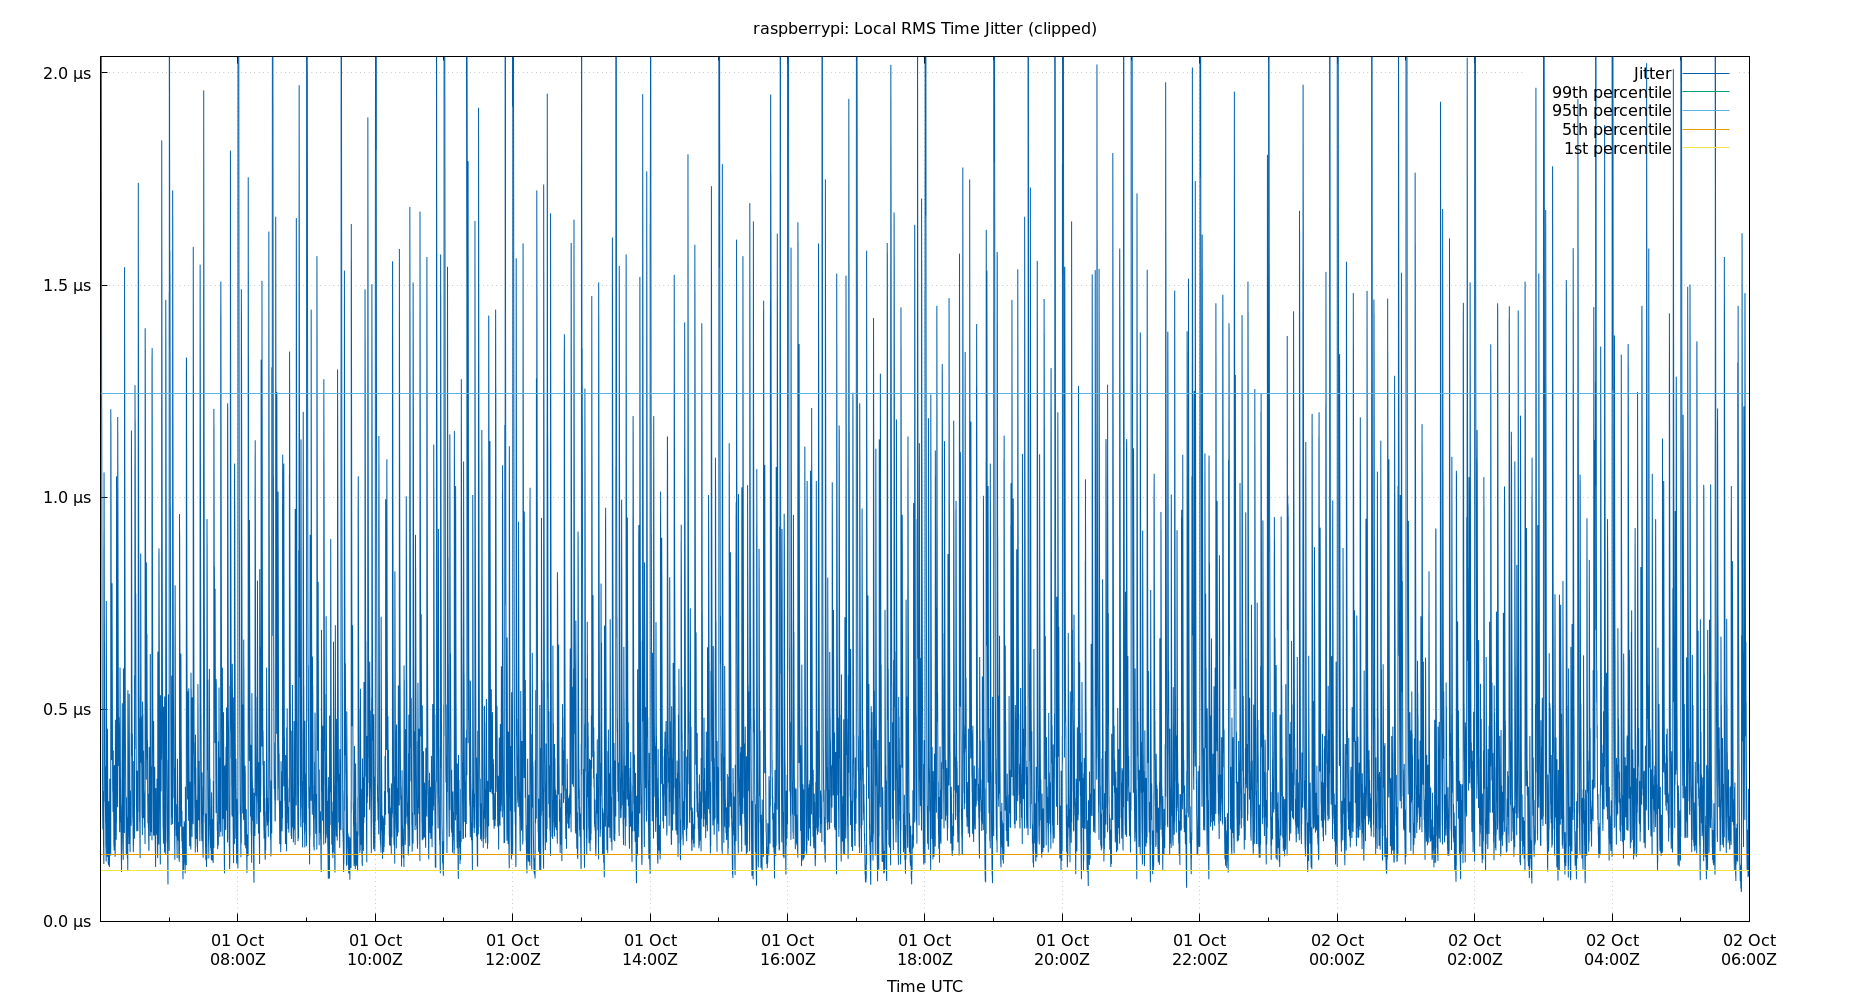 raspberrypi: Local RMS Time Jitter (clipped)
2.0 µs
1.5 µs
1.0 µs
0.5 µs
0.0 µs
Jitter
99th percentile
95th percentile
5th percentile
1st percentile
01 Oct
08:00Z
01 Oct
10:00Z
01 Oct
12:00Z
01 Oct
14:00Z
01 Oct
16:00Z
01 Oct
18:00Z
01 Oct
20:00Z
01 Oct
22:00Z
02 Oct
00:00Z
02 Oct
02:00Z
02 Oct
04:00Z
02 Oct
06:00Z
Time UTC